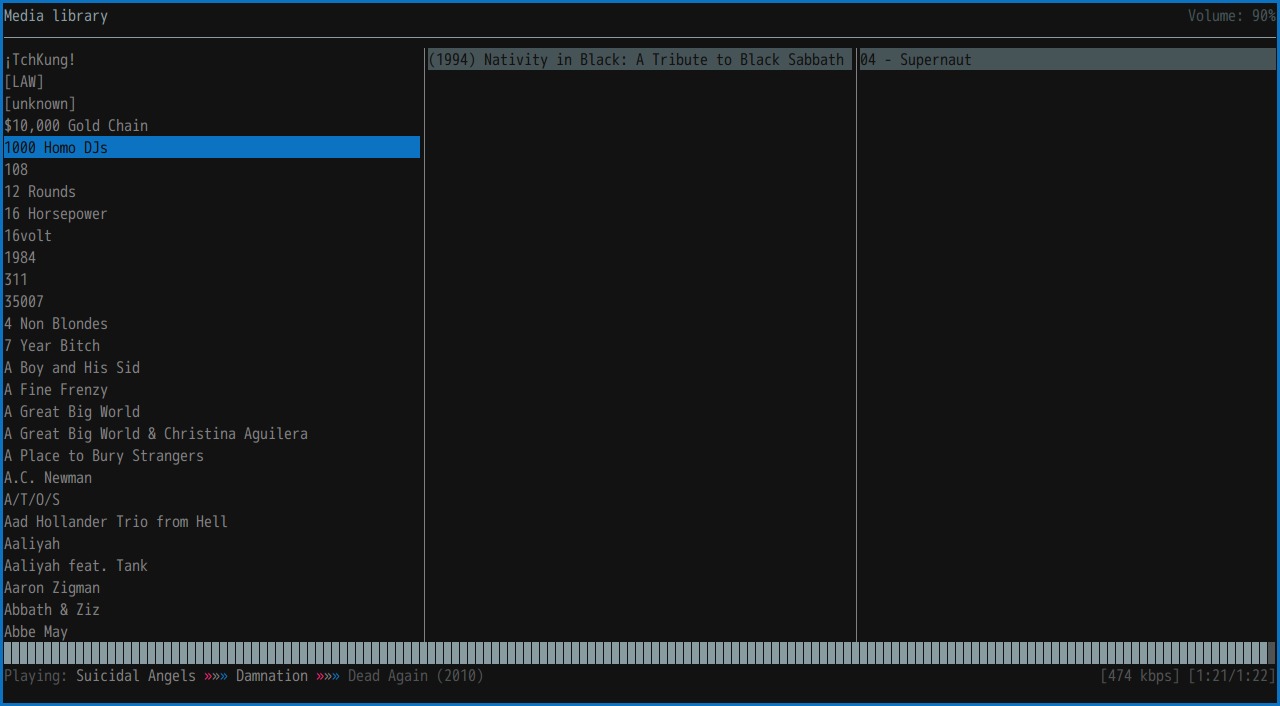 Media library
Volume: 90%
¡TchKung!
[LAW]
[unknown]
$10,000 Gold Chain
1000 Homo DJs
108
12 Rounds
16 Horsepower
16volt
1984
311
35007
4 Non Blondes
7 Year Bitch
A Boy and His Sid
A Fine Frenzy
A Great Big World
A Great Big World & Christina Aguilera
A Place to Bury Strangers
A.C. Newman
A/T/O/S
Aad Hollander Trio from Hell
Aaliyah
Aaliyah feat. Tank
Aaron Zigman
Abbath & Ziz
Abbe May
(1994) Nativity in Black: A Tribute to Black Sabbath
04 - Supernaut
Playing: Suicidal Angels »»» Damnation »»» Dead Again (2010)
[474 kbps] [1:21/1:22]